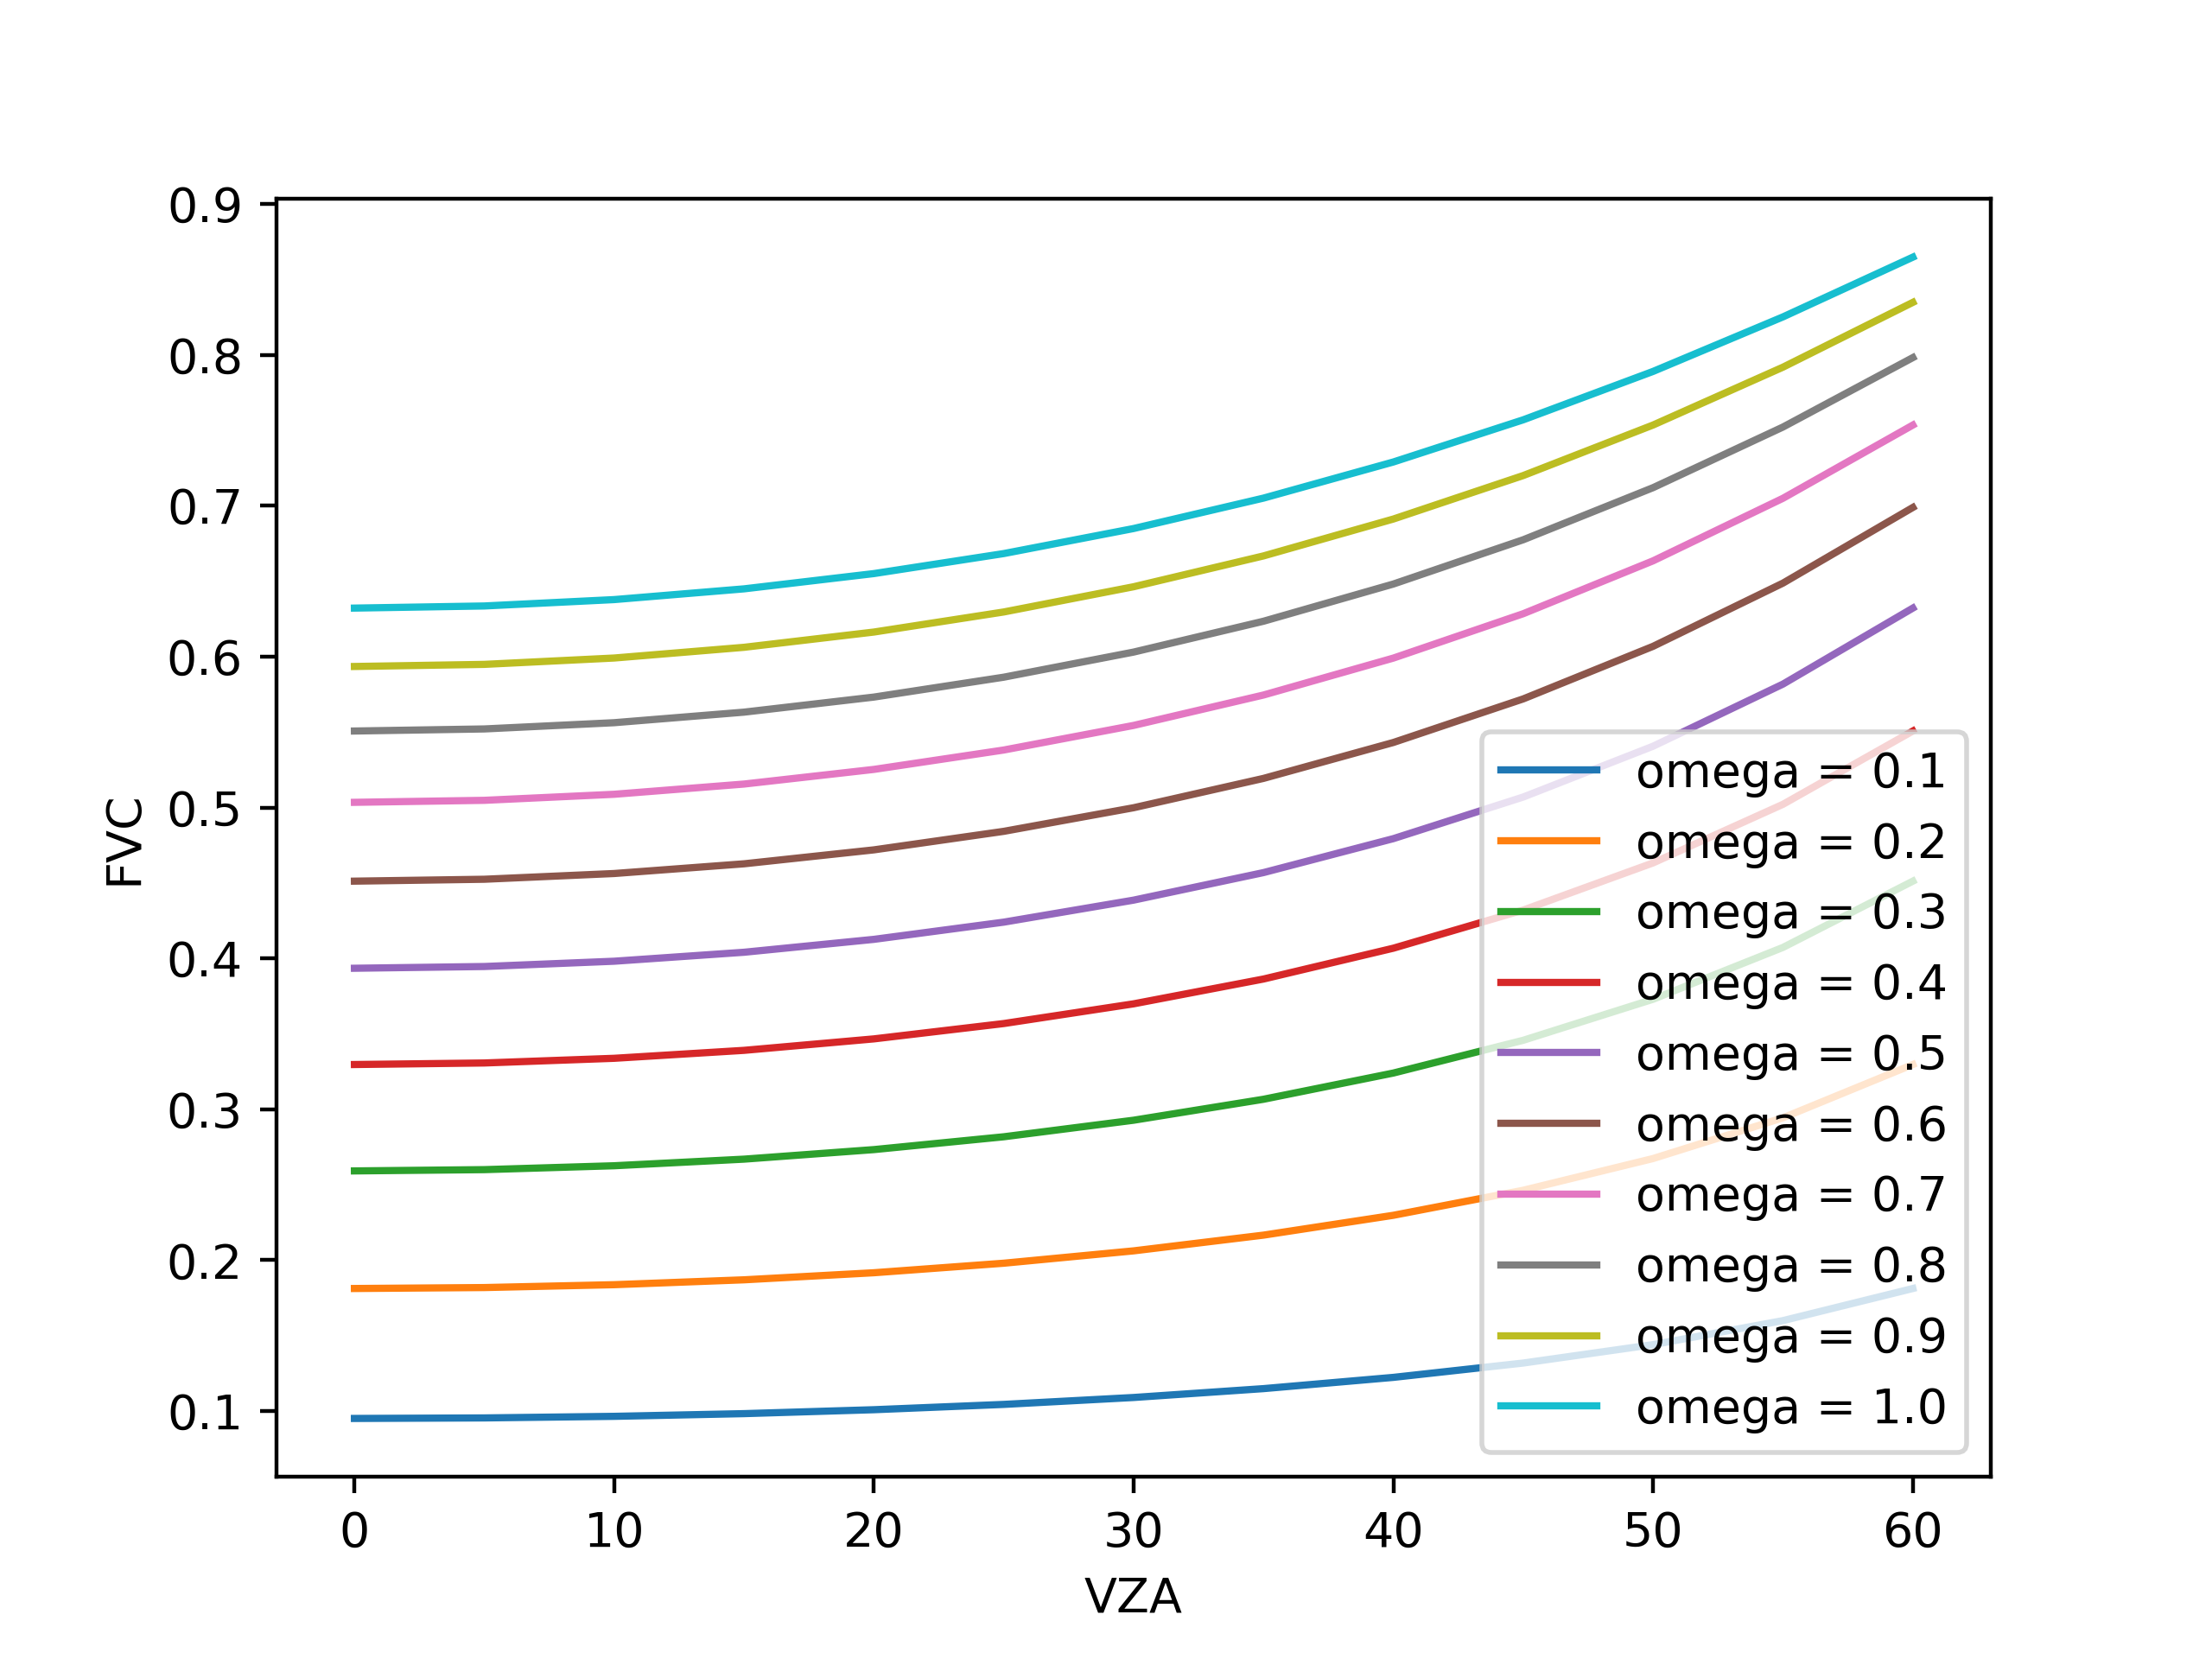 0.9
0.8
0.7
0.6
0.5
0.4
0.3
0.2
0.1
FVC
omega = 0.1
omega = 0.2
omega = 0.3
omega = 0.4
omega = 0.5
omega = 0.6
omega = 0.7
omega = 0.8
omega = 0.9
omega = 1.0
0 10 20 30 40 50 60
VZA